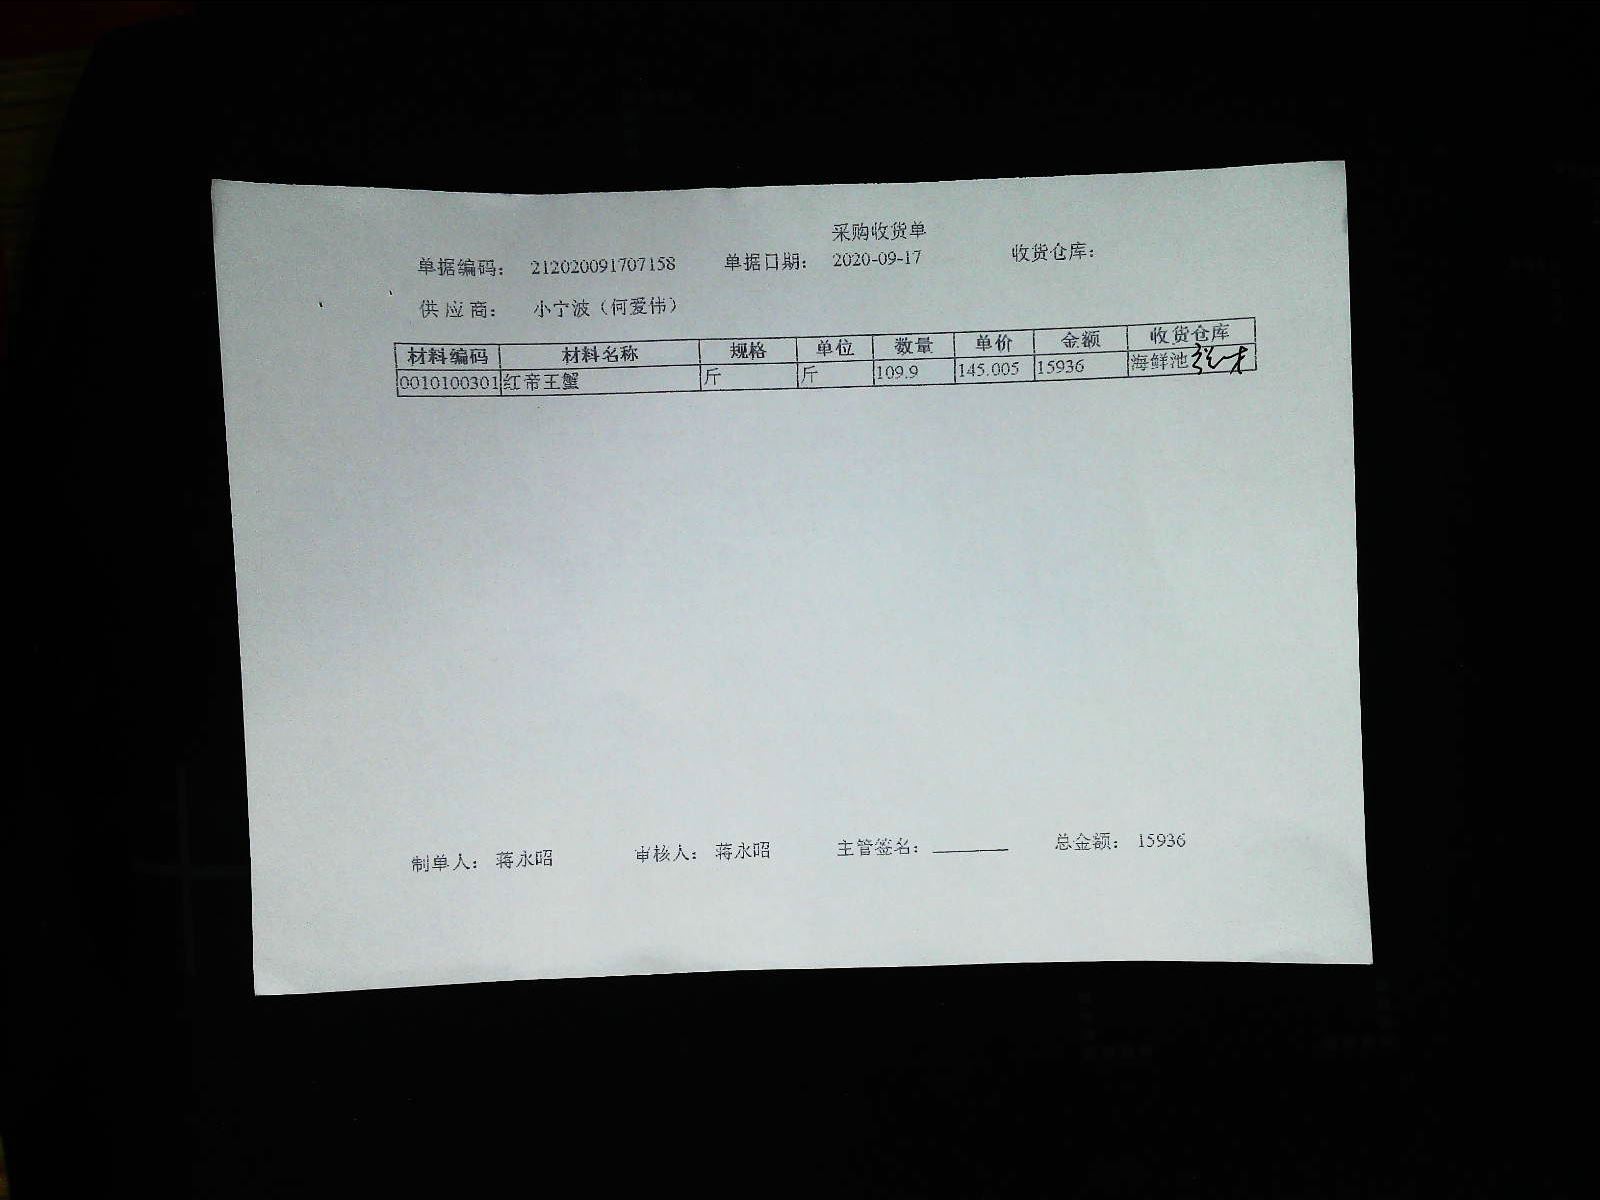 采购收货单
单据编码： 212020091707158 单据日期： 2020-09-17 收货仓库：
供应商： 小宁波（何爱伟）
材料编码 材料名称 规格 单位 数量 单价 金额 收货仓库
0010100301 红帝王蟹 斤 斤 109.9 145.005 15936 海鲜池
制单人： 蒋永昭 审核人： 蒋永昭 主管签名： 总金额： 15936